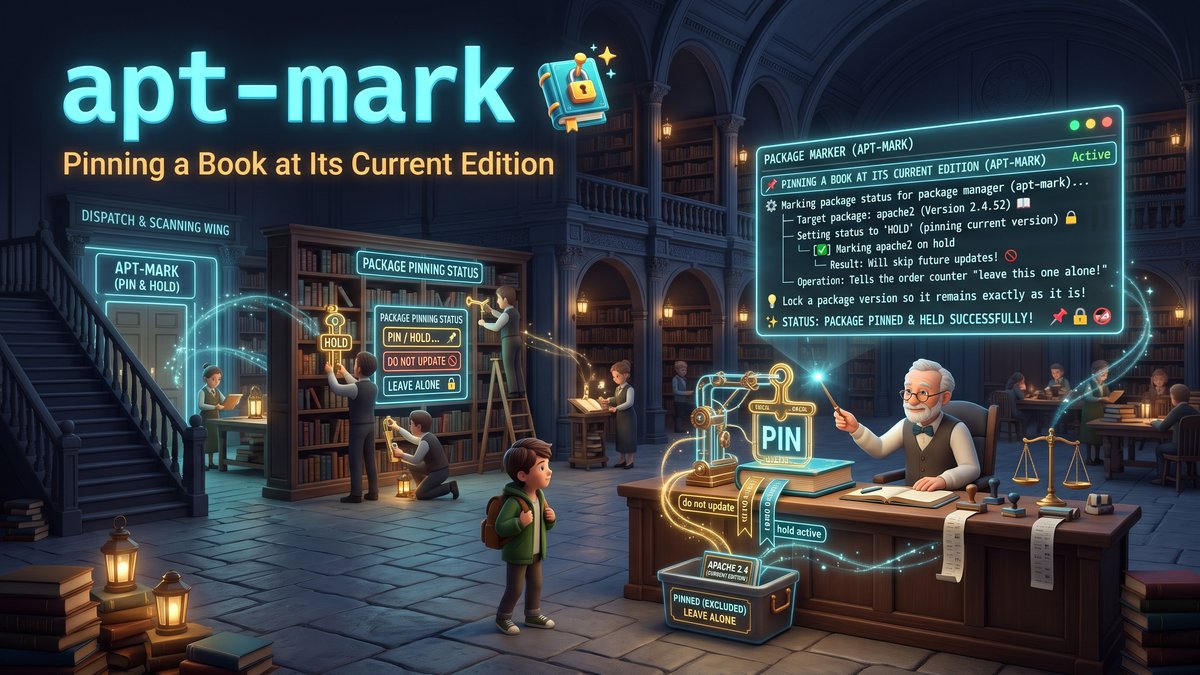 apt-mark
Pinning a Book at Its Current Edition
DISPATCH & SCANNING WING
APT-MARK
(PIN & HOLD)
HOLD
PACKAGE PINNING STATUS
PACKAGE PINNING STATUS
PIN / HOLD... 📌
DO NOT UPDATE 🚫
LEAVE ALONE 🔒
PACKAGE MARKER (APT-MARK)
📌 PINNING A BOOK AT ITS CURRENT EDITION (APT-MARK) Active
⚙️ Marking package status for package manager (apt-mark)...
├─ Target package: apache2 (Version 2.4.52) 📖
├─ Setting status to 'HOLD' (pinning current version) 🔒
└─ [✅] Marking apache2 on hold
└─ Result: Will skip future updates! 🚫
└─ Operation: Tells the order counter "leave this one alone!"
💡 Lock a package version so it remains exactly as it is!
✨ STATUS: PACKAGE PINNED & HELD SUCCESSFULLY! 📌 🔒 🚫
PIN
do not update
hold active
APACHE 2.4
(CURRENT EDITION)
PINNED (EXCLUDED)
LEAVE ALONE